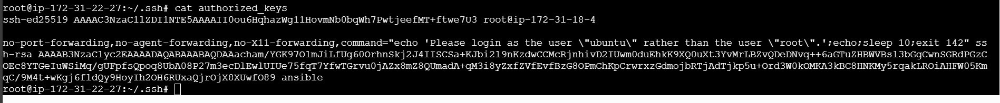 root@ip-172-31-22-27:~/.ssh# cat authorized_keys
ssh-ed25519 AAAAC3NzaC1lZDI1NTE5AAAAII0ou6HqhazWg11HovmNb0bqWh7PwtjeefMT+ftwe7U3 root@ip-172-31-18-4
no-port-forwarding,no-agent-forwarding,no-X11-forwarding,command="echo 'Please login as the user \"ubuntu\" rather than the user \"root\".';echo;sleep 10;exit 142" ss
h-rsa AAAAB3NzaC1yc2EAAAADAQABAAABAQDAAacham/YGK97O1mJiLfUg60OrhnSkj2J4IISCSa+KJbi219nKzdwCCMcRjnhivD2IUwm0duEhkK9XQ0uXt3YvMrLBZvQDeDNvq++6aGTuZHBWVBsl3bGgCwnSGRdPGzC
OEc8YTGeIuWSiMq/gUFpfsQpoq8UbA08P27m3ecDlEwlUIUe75fqT7YfwTGrvu0jAZx8mZ8QUmadA+qM3i8yZxfZVfEvfBzG8OPmChKpCrwrxzGdmojbRTjAdTjkp5u+Ord3W0kOMKA3kBC8HNKMy5rqakLROiAHFW05Km
qC/9M4t+wKgj6fldQy9HoyIh2OH6RUxaQjrOjX8XUwfO89 ansible
root@ip-172-31-22-27:~/.ssh#